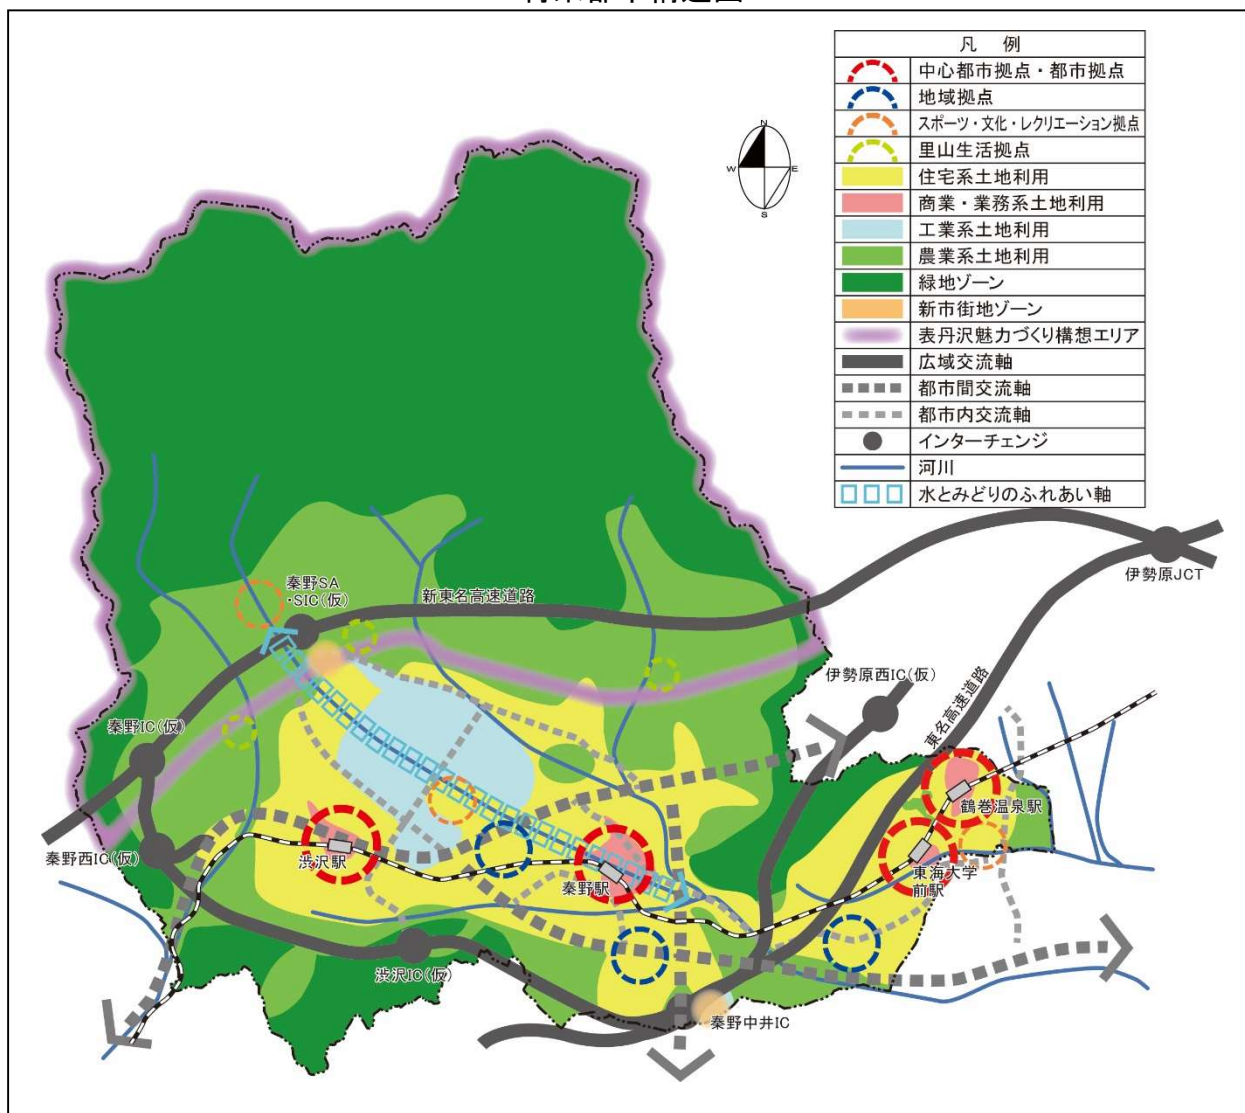 凡 例
中心都市拠点・都市拠点
地域拠点
スポーツ・文化・レクリエーション拠点
里山生活拠点
住宅系土地利用
商業・業務系土地利用
工業系土地利用
農業系土地利用
緑地ゾーン
新市街地ゾーン
表丹沢魅力づくり構想エリア
広域交流軸
都市間交流軸
都市内交流軸
インターチェンジ
河川
水とみどりのふれあい軸
N
W
E
S
伊勢原JCT
秦野SA
・SIC(仮)
新東名高速道路
伊勢原西IC(仮)
東名高速道路
秦野IC(仮)
鶴巻温泉駅
秦野西IC(仮)
渋沢駅
秦野駅
東海大学
前駅
渋沢IC(仮)
秦野中井IC